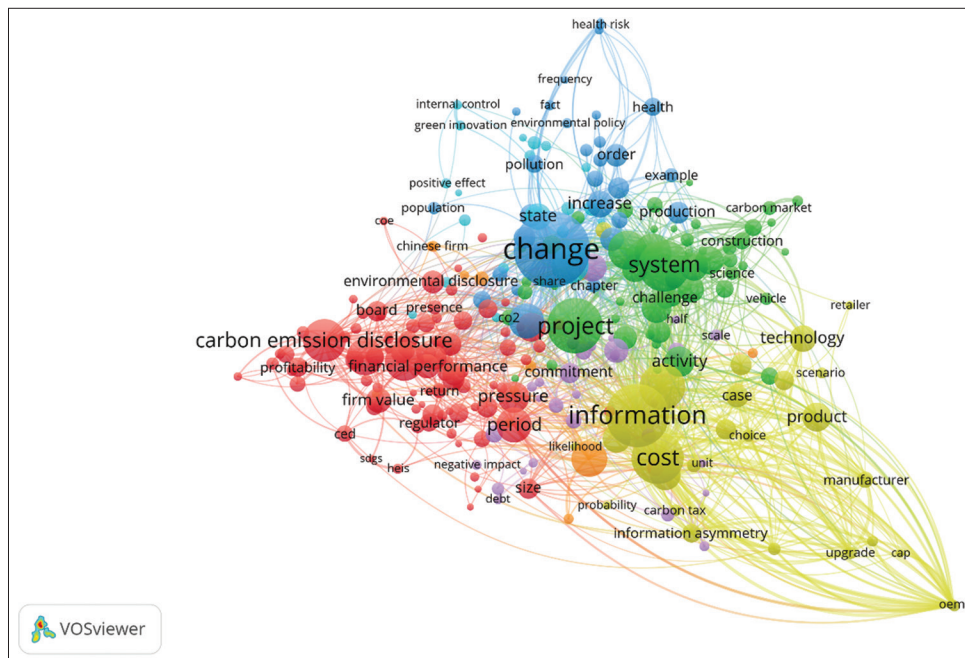 health risk
frequency
internal control
fact
health
green innovation
environmental policy
order
pollution
example
positive effect
increase
population
state
production
carbon market
coe
chinese firm
change
construction
system
science
environmental disclosure
share
chapter
presence
challenge
vehicle
board
co2
project
half
retailer
carbon emission disclosure
scale
technology
profitability
financial performance
commitment
activity
scenario
return
firm value
pressure
case
regulator
period
information
product
ced
choice
likelihood
sdgs
heis
negative impact
cost
unit
size
manufacturer
debt
probability
carbon tax
information asymmetry
upgrade
cap
oem
VOSviewer